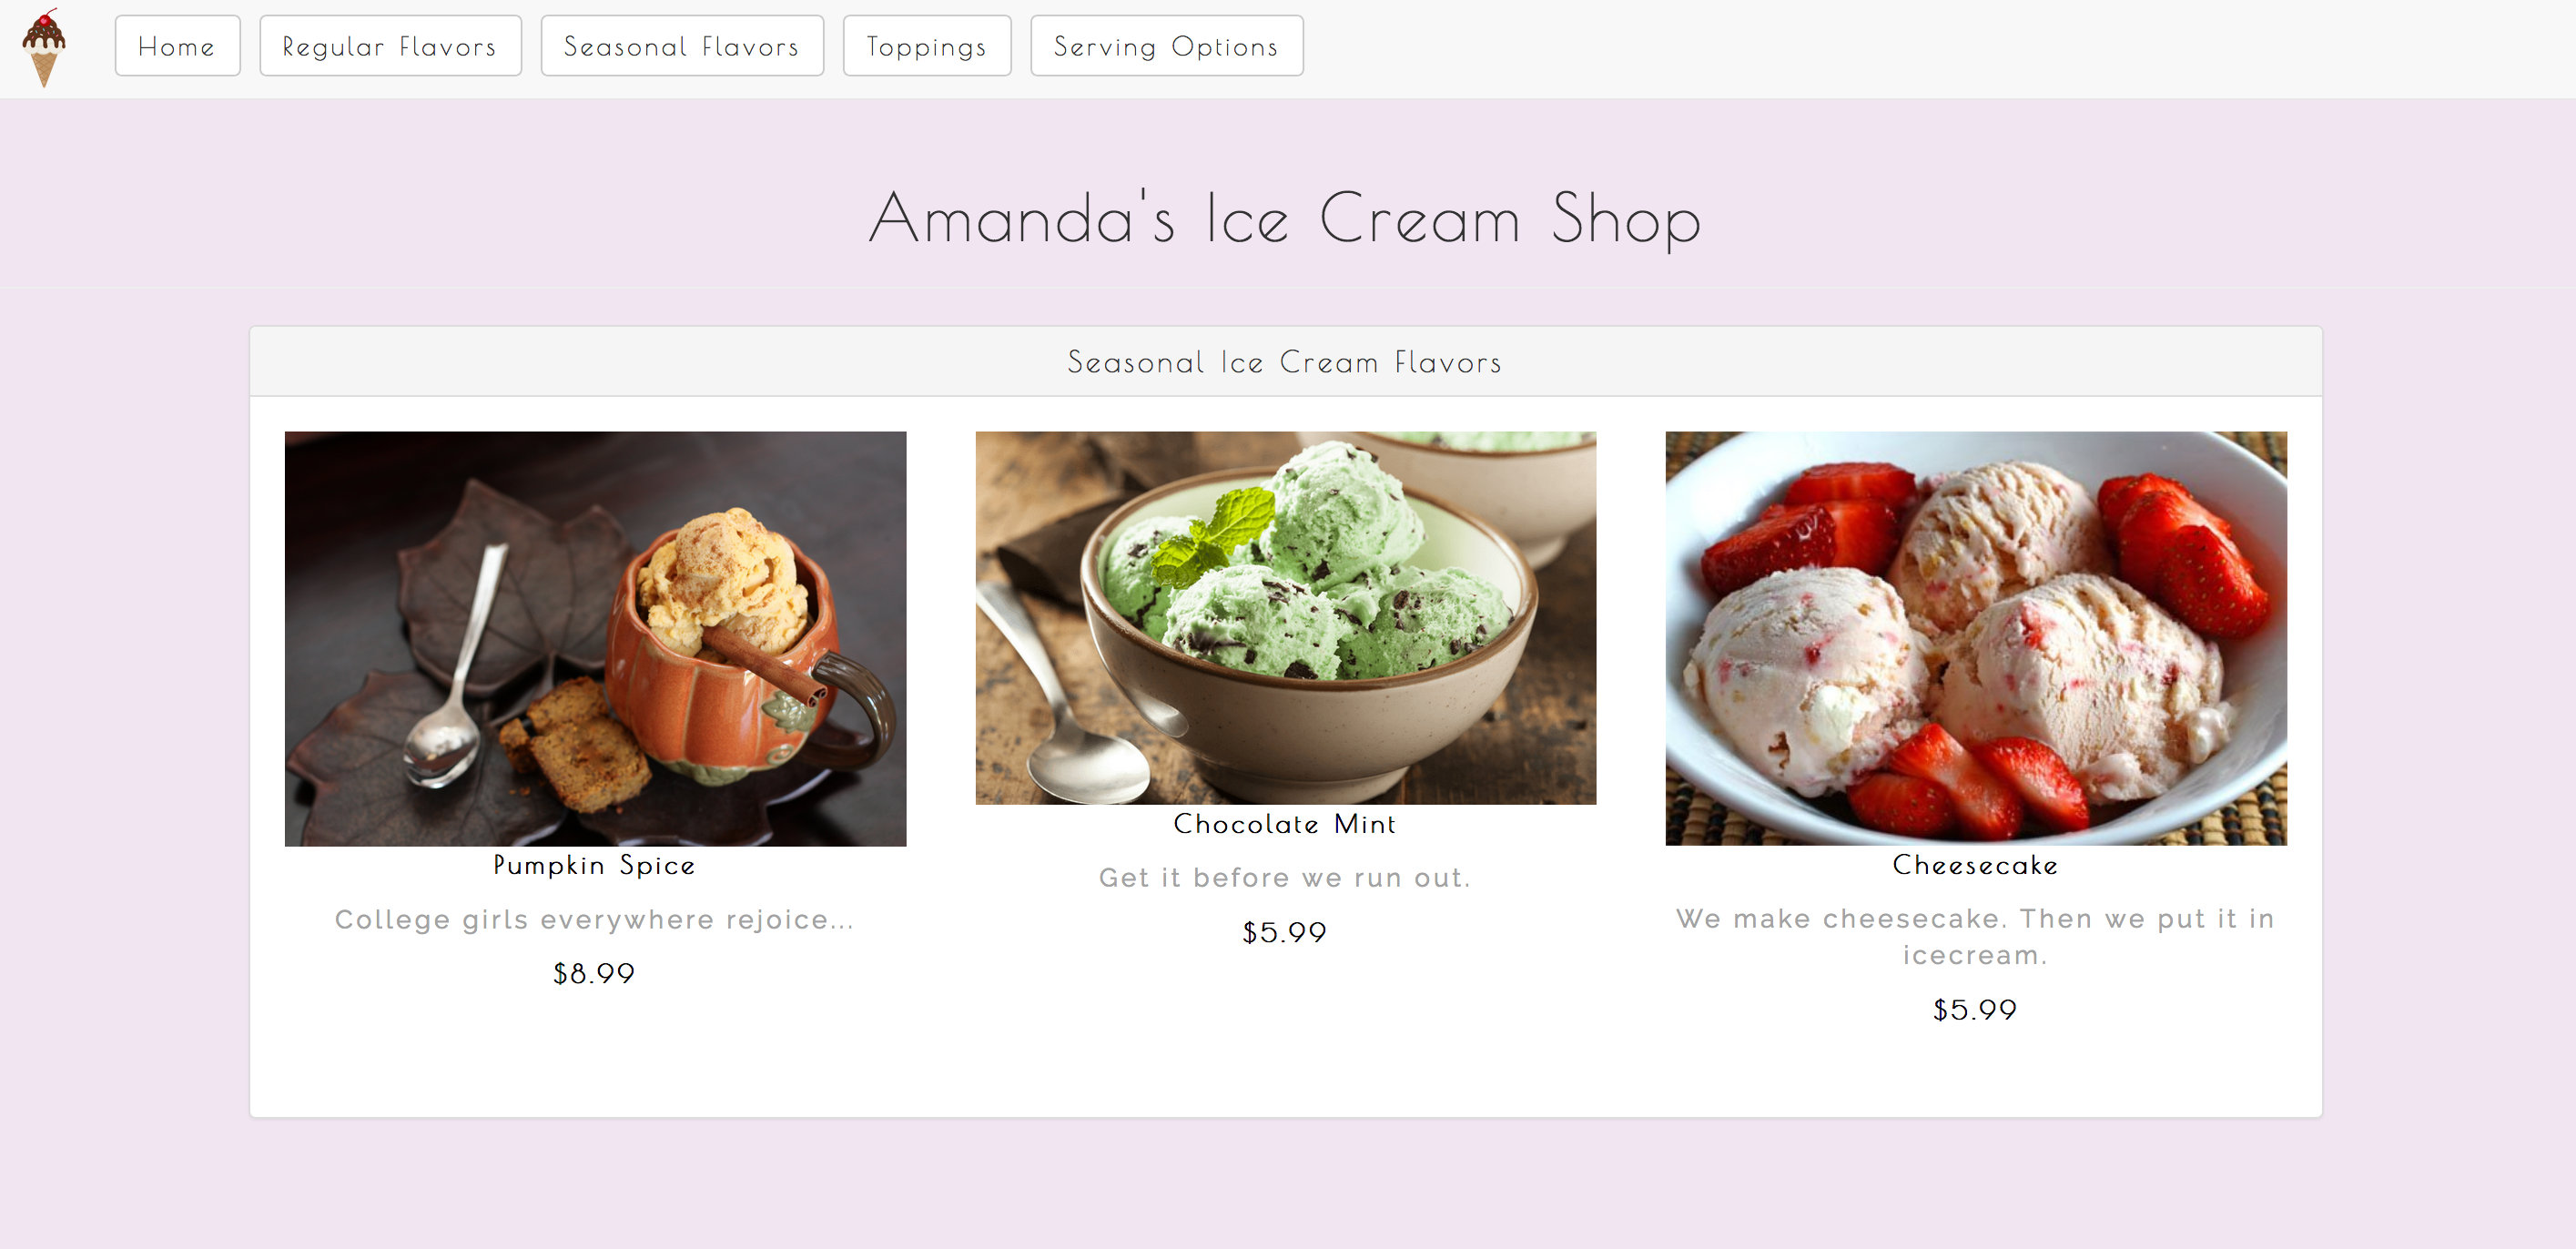 Home
Regular Flavors
Seasonal Flavors
Toppings
Serving Options
Amanda's Ice Cream Shop
Seasonal Ice Cream Flavors
Pumpkin Spice
College girls everywhere rejoice...
$8.99
Chocolate Mint
Get it before we run out.
$5.99
Cheesecake
We make cheesecake. Then we put it in
icecream.
$5.99